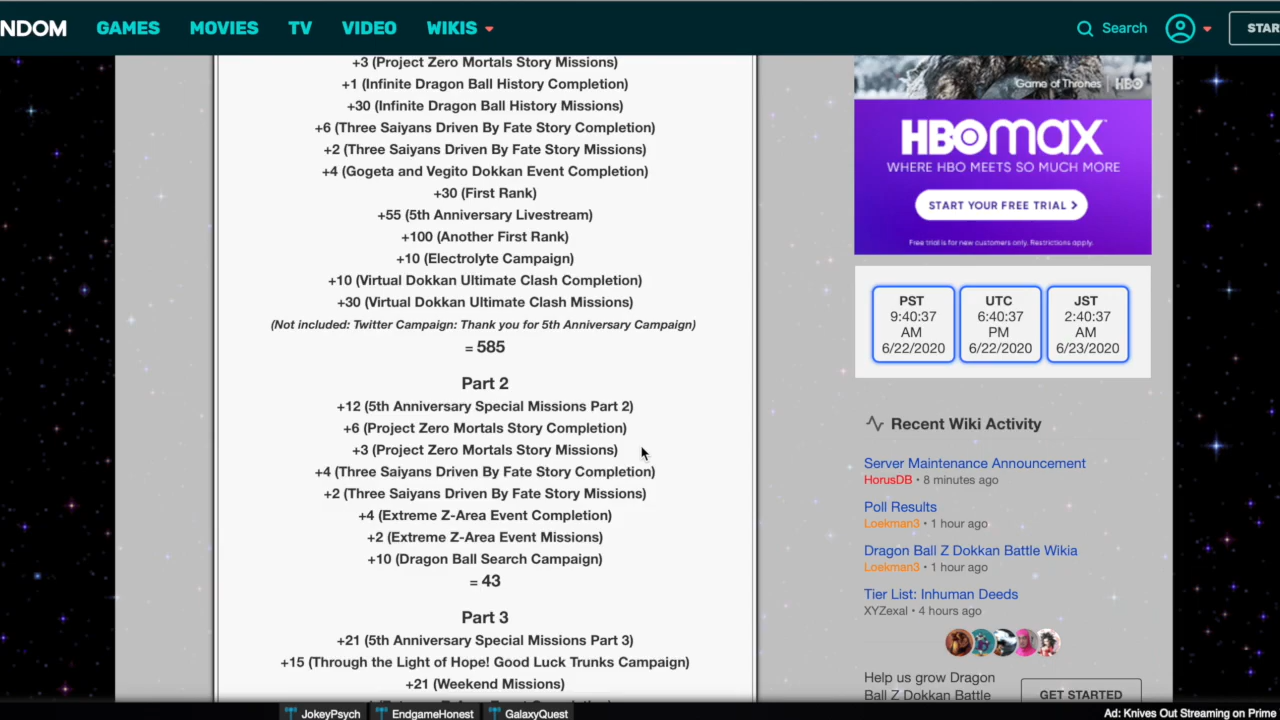 NDOM GAMES MOVIES TV VIDEO WIKIS Search STAR
+3 (Project Zero Mortals Story Missions)
+1 (Infinite Dragon Ball History Completion)
+30 (Infinite Dragon Ball History Missions)
+6 (Three Saiyans Driven By Fate Story Completion)
+2 (Three Saiyans Driven By Fate Story Missions)
+4 (Gogeta and Vegito Dokkan Event Completion)
+30 (First Rank)
+55 (5th Anniversary Livestream)
+100 (Another First Rank)
+10 (Electrolyte Campaign)
+10 (Virtual Dokkan Ultimate Clash Completion)
+30 (Virtual Dokkan Ultimate Clash Missions)
(Not included: Twitter Campaign: Thank you for 5th Anniversary Campaign)
= 585
Part 2
+12 (5th Anniversary Special Missions Part 2)
+6 (Project Zero Mortals Story Completion)
+3 (Project Zero Mortals Story Missions)
+4 (Three Saiyans Driven By Fate Story Completion)
+2 (Three Saiyans Driven By Fate Story Missions)
+4 (Extreme Z-Area Event Completion)
+2 (Extreme Z-Area Event Missions)
+10 (Dragon Ball Search Campaign)
= 43
Part 3
+21 (5th Anniversary Special Missions Part 3)
+15 (Through the Light of Hope! Good Luck Trunks Campaign)
+21 (Weekend Missions)
Game of Thrones HBO
HBOMAX
WHERE HBO MEETS SO MUCH MORE
START YOUR FREE TRIAL >
Free trial is for new customers only. Restrictions apply.
PST UTC JST
9:40:37 6:40:37 2:40:37
AM PM AM
6/22/2020 6/22/2020 6/23/2020
Recent Wiki Activity
Server Maintenance Announcement
HorusDB • 8 minutes ago
Poll Results
Loekman3 • 1 hour ago
Dragon Ball Z Dokkan Battle Wikia
Loekman3 • 1 hour ago
Tier List: Inhuman Deeds
XYZexal • 4 hours ago
Help us grow Dragon
Ball Z Dokkan Battle GET STARTED
JokeyPsych EndgameHonest GalaxyQuest Ad: Knives Out Streaming on Prime